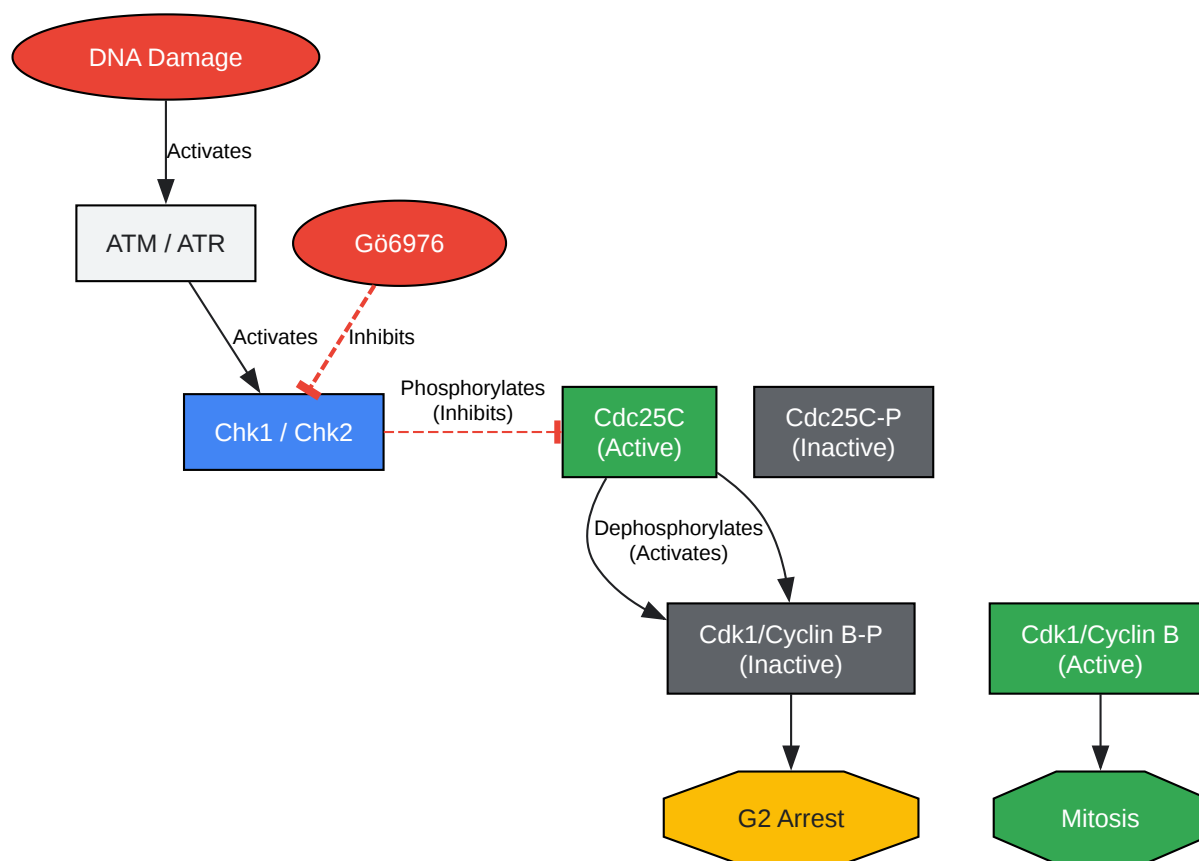 DNA Damage
Activates
ATM / ATR
Gö6976
Activates
Inhibits
Phosphorylates
(Inhibits)
Chk1 / Chk2
Cdc25C
(Active)
Cdc25C-P
(Inactive)
Dephosphorylates
(Activates)
Cdk1/Cyclin B-P
(Inactive)
Cdk1/Cyclin B
(Active)
G2 Arrest
Mitosis